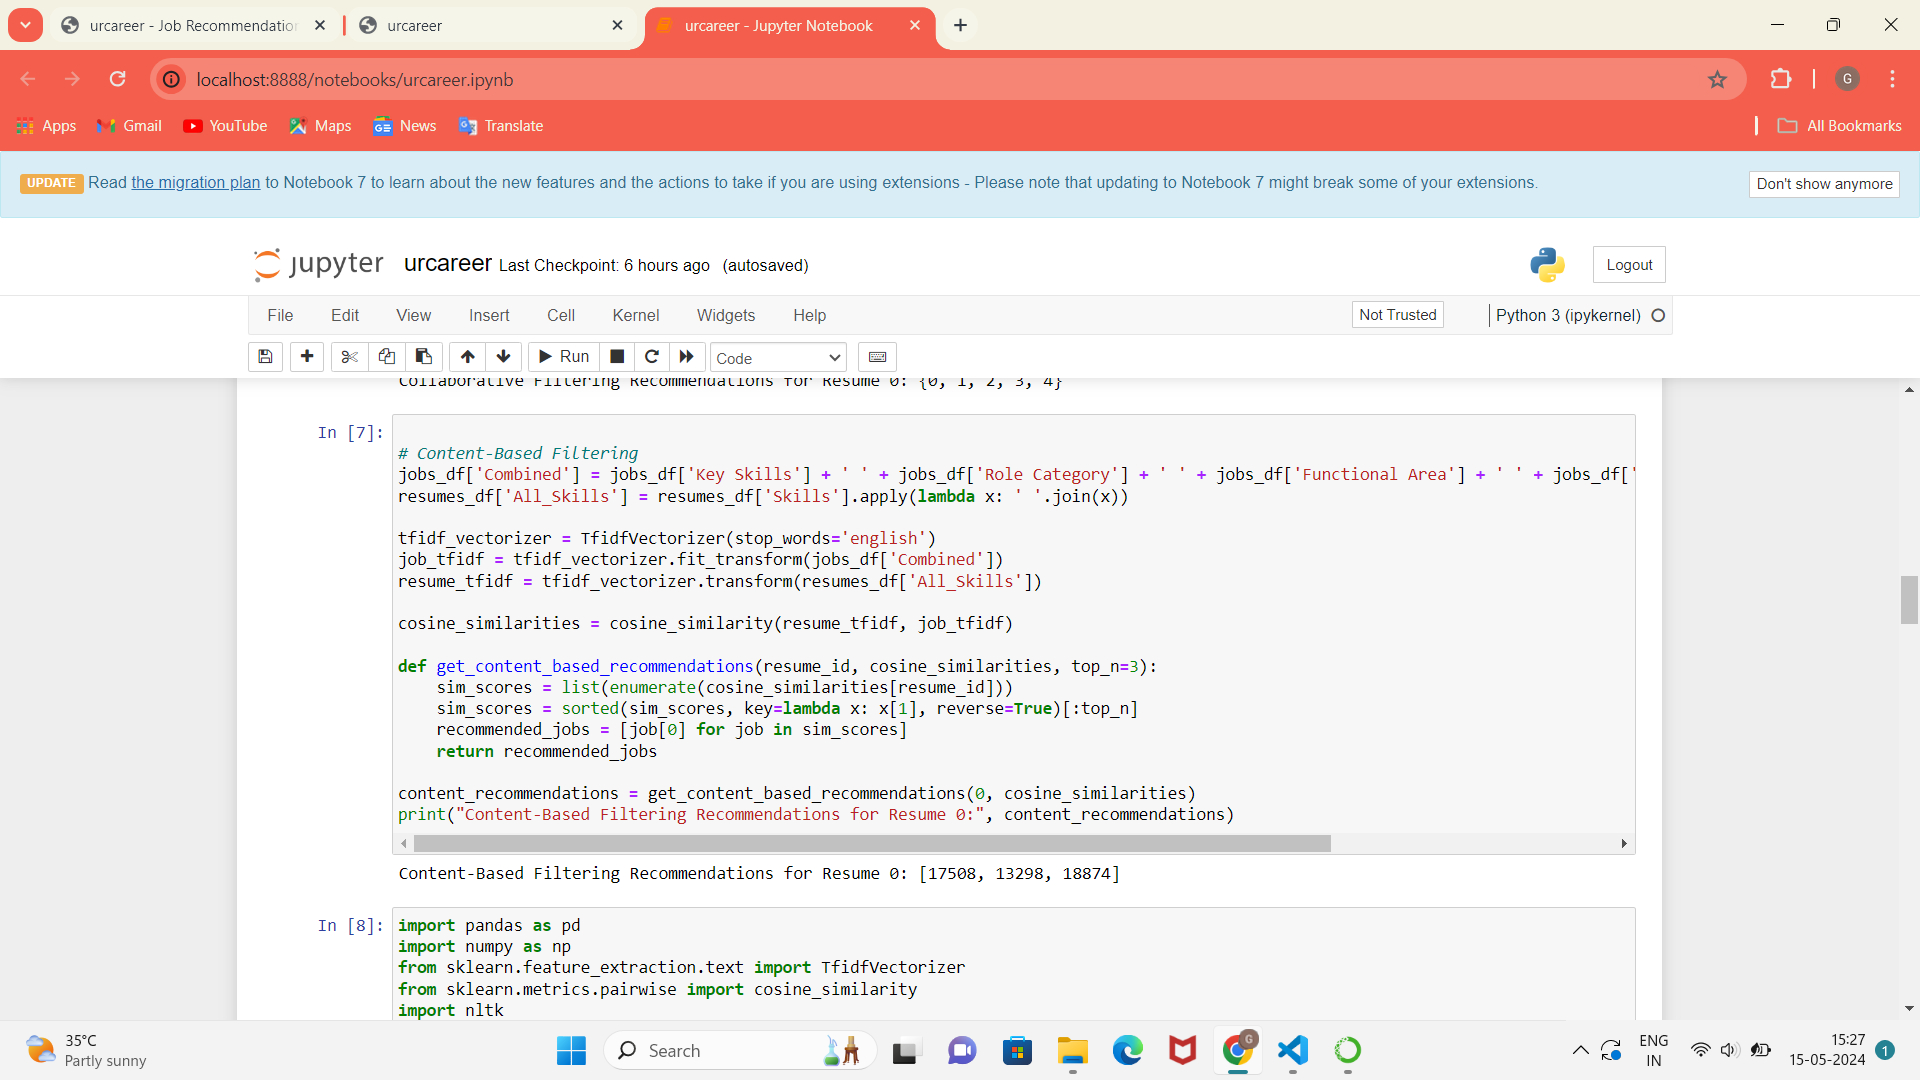 urcareer - Job Recommendation
urcareer
urcareer - Jupyter Notebook
localhost:8888/notebooks/urcareer.ipynb
G
Apps
Gmail
YouTube
Maps
News
Translate
All Bookmarks
UPDATE Read the migration plan to Notebook 7 to learn about the new features and the actions to take if you are using extensions - Please note that updating to Notebook 7 might break some of your extensions.
Don't show anymore
jupyter urcareer Last Checkpoint: 6 hours ago (autosaved)
Logout
File Edit View Insert Cell Kernel Widgets Help
Not Trusted
Python 3 (ipykernel)
Run
Code
Collaborative Filtering Recommendations for Resume 0: {0, 1, 2, 3, 4}
In [7]:
# Content-Based Filtering
jobs_df['Combined'] = jobs_df['Key Skills'] + ' ' + jobs_df['Role Category'] + ' ' + jobs_df['Functional Area'] + ' ' + jobs_df['
resumes_df['All_Skills'] = resumes_df['Skills'].apply(lambda x: ' '.join(x))
tfidf_vectorizer = TfidfVectorizer(stop_words='english')
job_tfidf = tfidf_vectorizer.fit_transform(jobs_df['Combined'])
resume_tfidf = tfidf_vectorizer.transform(resumes_df['All_Skills'])
cosine_similarities = cosine_similarity(resume_tfidf, job_tfidf)
def get_content_based_recommendations(resume_id, cosine_similarities, top_n=3):
    sim_scores = list(enumerate(cosine_similarities[resume_id]))
    sim_scores = sorted(sim_scores, key=lambda x: x[1], reverse=True)[:top_n]
    recommended_jobs = [job[0] for job in sim_scores]
    return recommended_jobs
content_recommendations = get_content_based_recommendations(0, cosine_similarities)
print("Content-Based Filtering Recommendations for Resume 0:", content_recommendations)
Content-Based Filtering Recommendations for Resume 0: [17508, 13298, 18874]
In [8]:
import pandas as pd
import numpy as np
from sklearn.feature_extraction.text import TfidfVectorizer
from sklearn.metrics.pairwise import cosine_similarity
import nltk
35°C
Partly sunny
Search
G
ENG
IN
15:27
15-05-2024
1